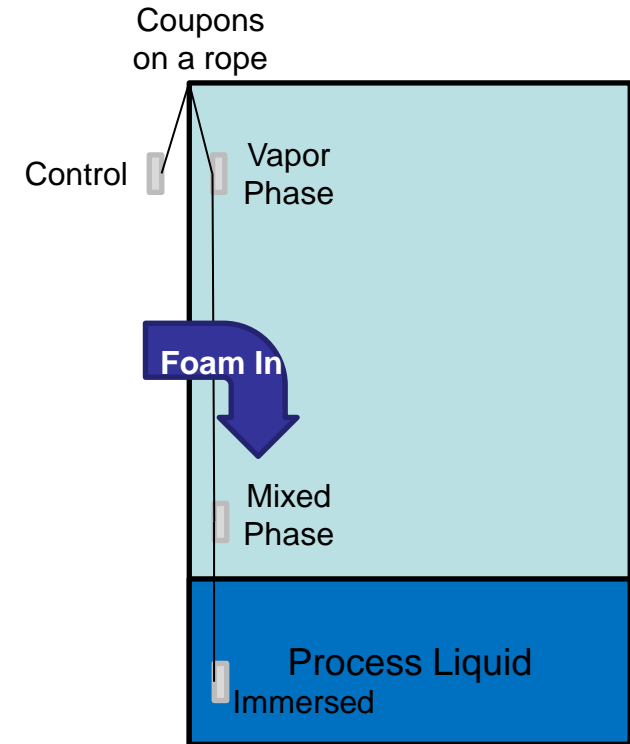 Coupons
on a rope
Control
Vapor
Phase
Foam In
Mixed
Phase
Process Liquid
Immersed